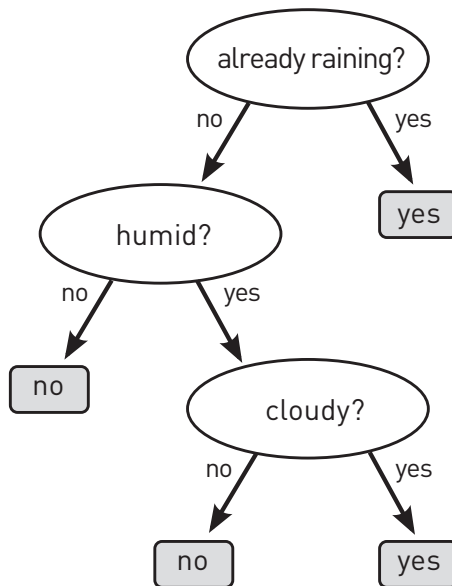 already raining?
no
yes
yes
humid?
no
yes
no
cloudy?
no
yes
no
yes